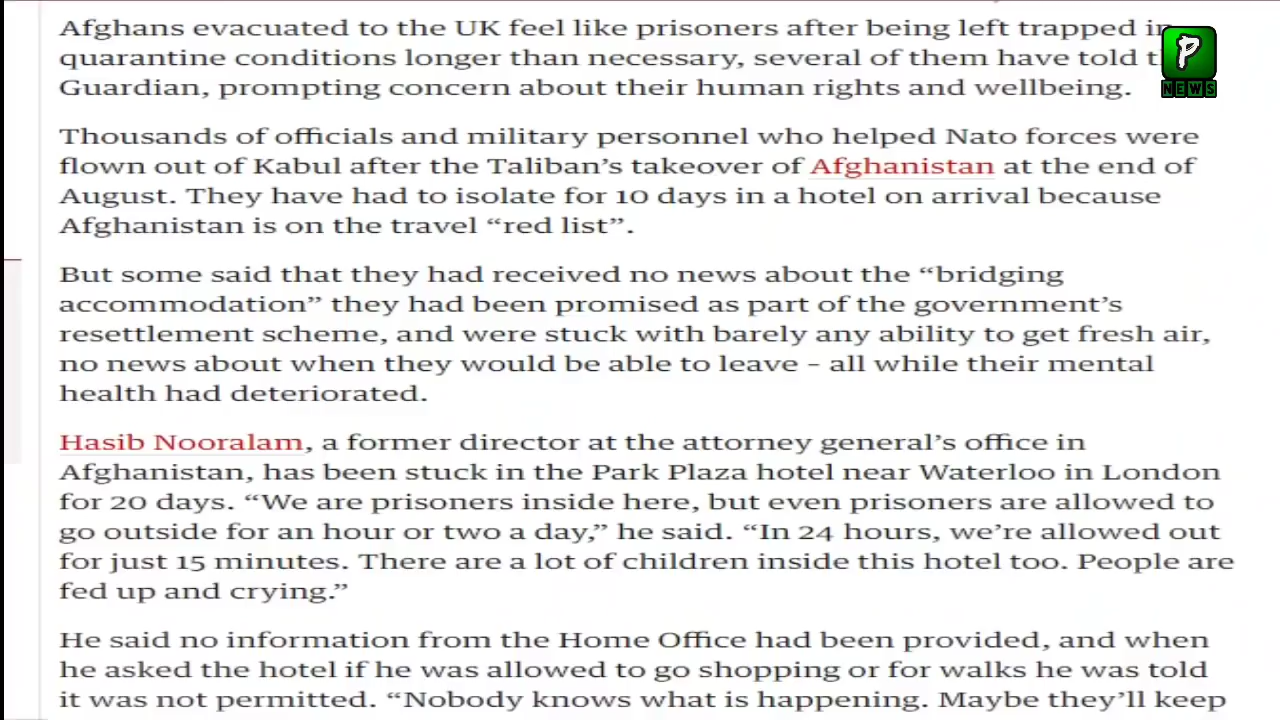 Afghans evacuated to the UK feel like prisoners after being left trapped in
quarantine conditions longer than necessary, several of them have told
Guardian, prompting concern about their human rights and wellbeing.
Thousands of officials and military personnel who helped Nato forces were
flown out of Kabul after the Taliban’s takeover of Afghanistan at the end of
August. They have had to isolate for 10 days in a hotel on arrival because
Afghanistan is on the travel “red list”.
But some said that they had received no news about the “bridging
accommodation” they had been promised as part of the government’s
resettlement scheme, and were stuck with barely any ability to get fresh air,
no news about when they would be able to leave – all while their mental
health had deteriorated.
Hasib Nooralam, a former director at the attorney general’s office in
Afghanistan, has been stuck in the Park Plaza hotel near Waterloo in London
for 20 days. “We are prisoners inside here, but even prisoners are allowed to
go outside for an hour or two a day,” he said. “In 24 hours, we’re allowed out
for just 15 minutes. There are a lot of children inside this hotel too. People are
fed up and crying.”
He said no information from the Home Office had been provided, and when
he asked the hotel if he was allowed to go shopping or for walks he was told
it was not permitted. “Nobody knows what is happening. Maybe they’ll keep
P
NEWS